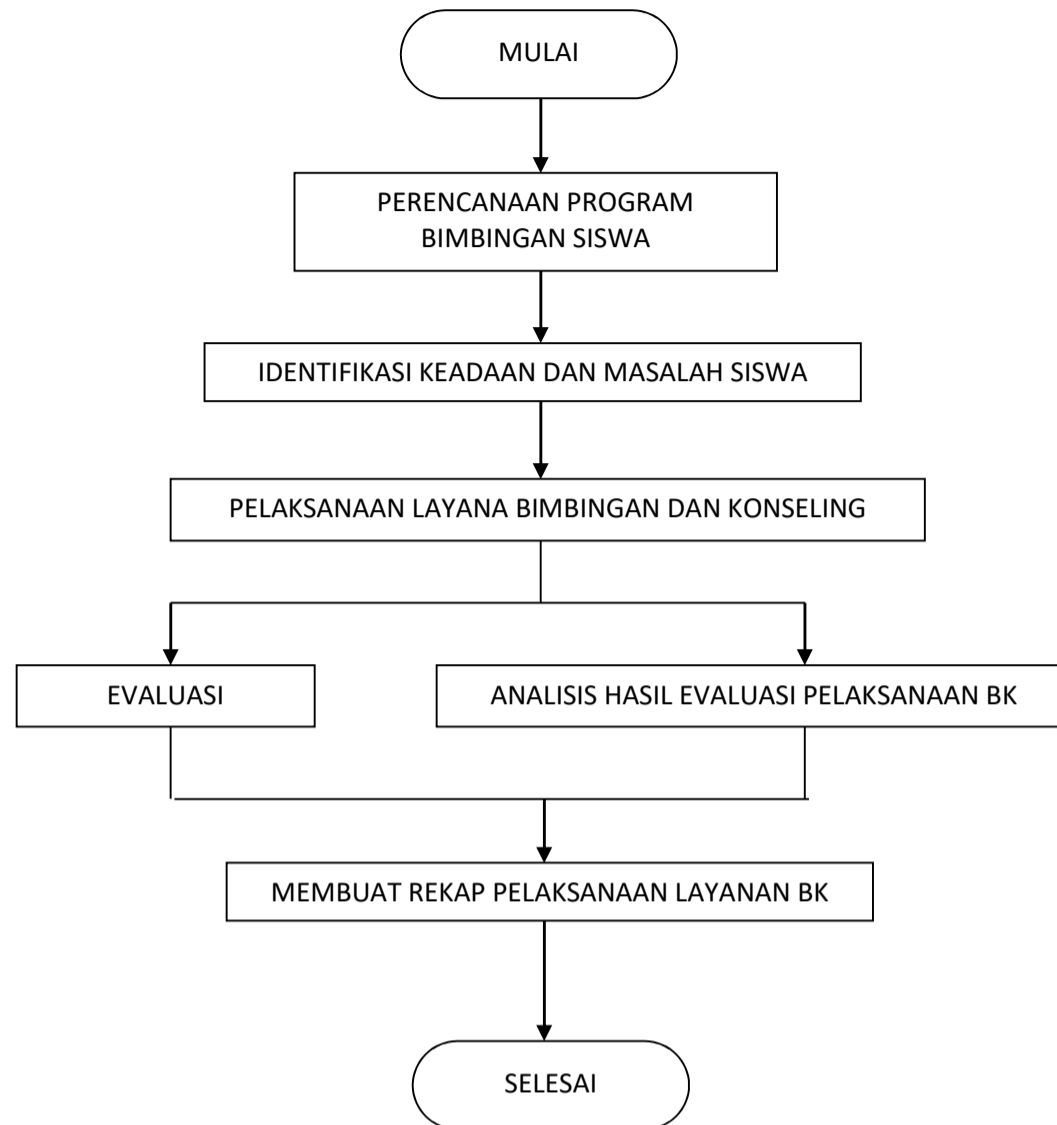 MULAI
PERENCANAAN PROGRAM
BIMBINGAN SISWA
IDENTIFIKASI KEADAAN DAN MASALAH SISWA
PELAKSANAAN LAYANA BIMBINGAN DAN KONSELING
EVALUASI
ANALISIS HASIL EVALUASI PELAKSANAAN BK
MEMBUAT REKAP PELAKSANAAN LAYANAN BK
SELESAI